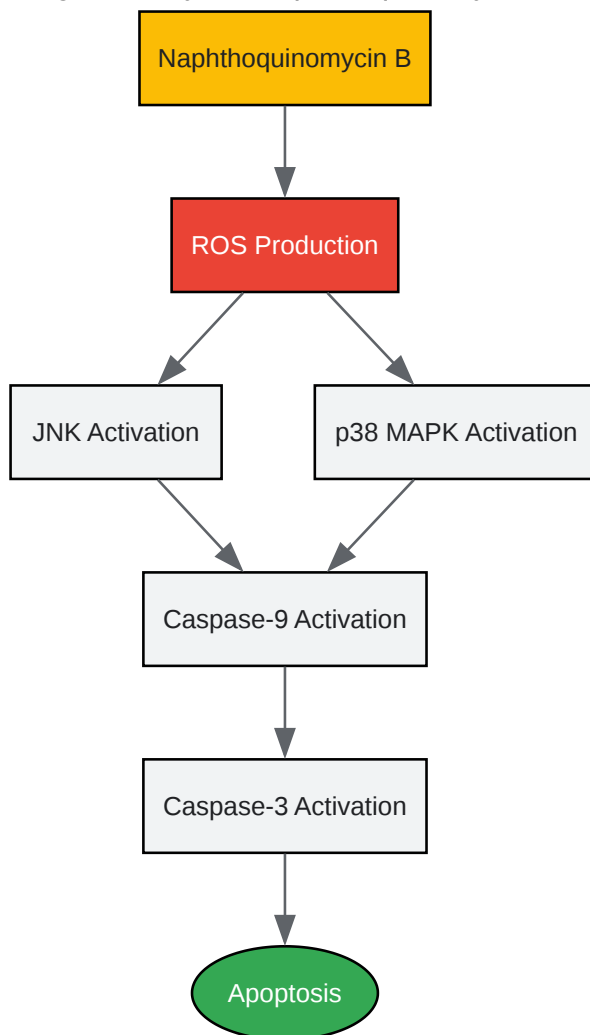 Naphthoquinomycin B
ROS Production
JNK Activation
p38 MAPK Activation
Caspase-9 Activation
Caspase-3 Activation
Apoptosis